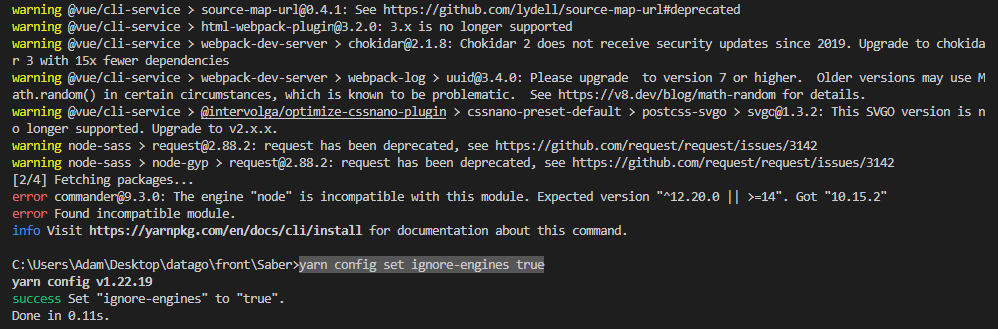 warning @vue/cli-service > source-map-url@0.4.1: See https://github.com/lydell/source-map-url#deprecated
warning @vue/cli-service > html-webpack-plugin@3.2.0: 3.x is no longer supported
warning @vue/cli-service > webpack-dev-server > chokidar@2.1.8: Chokidar 2 does not receive security updates since 2019. Upgrade to chokida
r 3 with 15x fewer dependencies
warning @vue/cli-service > webpack-dev-server > webpack-log > uuid@3.4.0: Please upgrade  to version 7 or higher.  Older versions may use M
ath.random() in certain circumstances, which is known to be problematic.  See https://v8.dev/blog/math-random for details.
warning @vue/cli-service > @intervolga/optimize-cssnano-plugin > cssnano-preset-default > postcss-svgo > svgo@1.3.2: This SVGO version is n
o longer supported. Upgrade to v2.x.x.
warning node-sass > request@2.88.2: request has been deprecated, see https://github.com/request/request/issues/3142
warning node-sass > node-gyp > request@2.88.2: request has been deprecated, see https://github.com/request/request/issues/3142
[2/4] Fetching packages...
error commander@9.3.0: The engine "node" is incompatible with this module. Expected version "^12.20.0 || >=14". Got "10.15.2"
error Found incompatible module.
info Visit https://yarnpkg.com/en/docs/cli/install for documentation about this command.
C:\Users\Adam\Desktop\datago\front\Saber>yarn config set ignore-engines true
yarn config v1.22.19
success Set "ignore-engines" to "true".
Done in 0.11s.